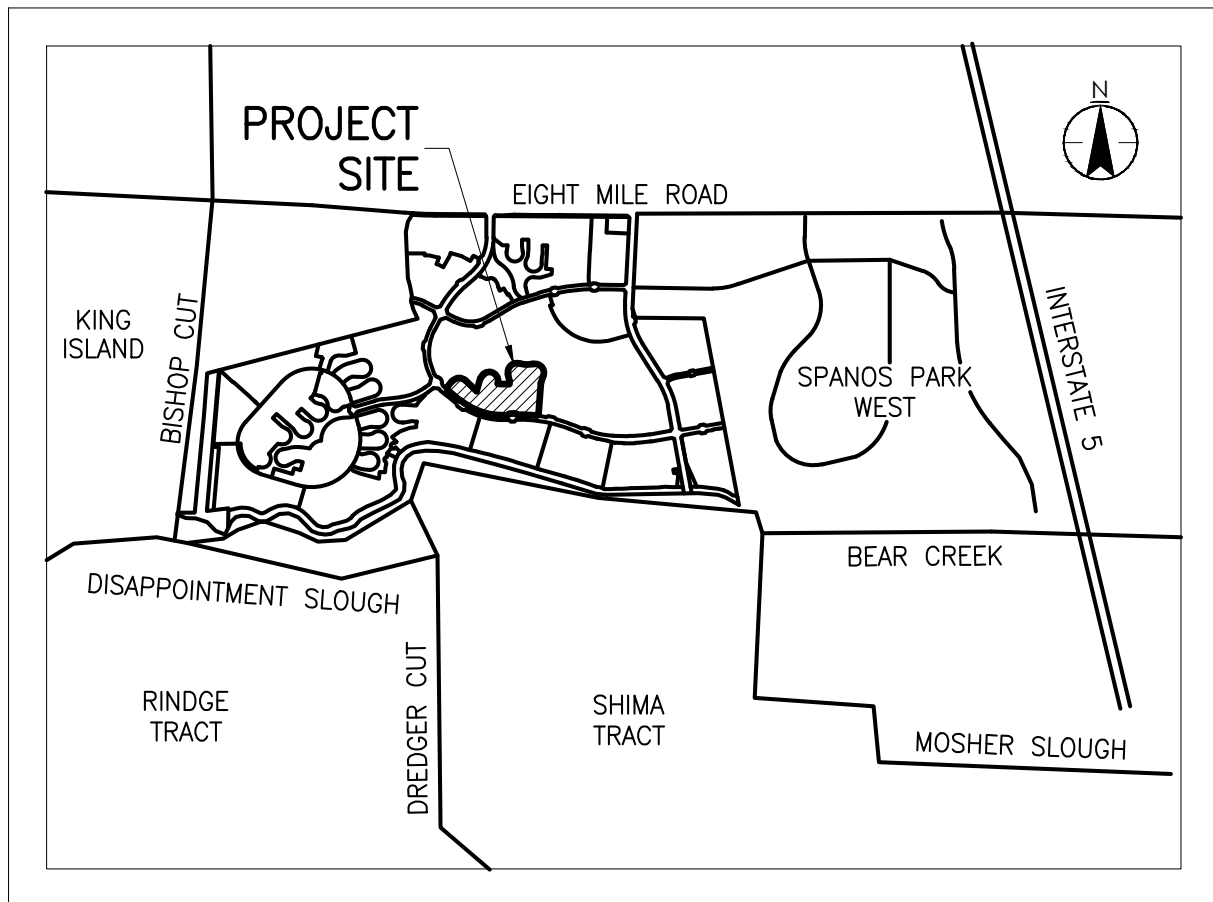 N
PROJECT
SITE
EIGHT MILE ROAD
KING
ISLAND
BISHOP CUT
INTERSTATE 5
SPANOS PARK
WEST
BEAR CREEK
DISAPPOINTMENT SLOUGH
RINDGE
TRACT
DREDGER CUT
SHIMA
TRACT
MOSHER SLOUGH